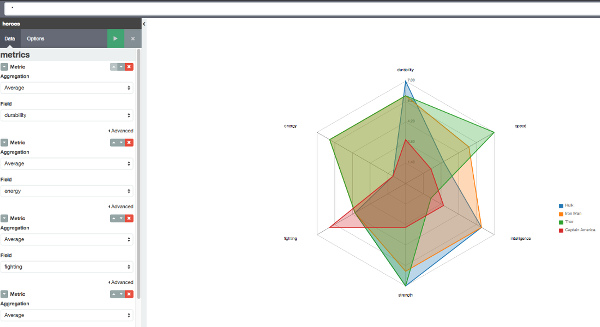 *
heroes
Data Options
metrics
Metric
Aggregation
Average
Field
durability
Advanced
Metric
Aggregation
Average
Field
energy
Advanced
Metric
Aggregation
Average
Field
fighting
Advanced
Metric
Aggregation
Average
durability
energy
speed
fighting
intelligence
strength
Hulk
Iron Man
Thor
Captain America